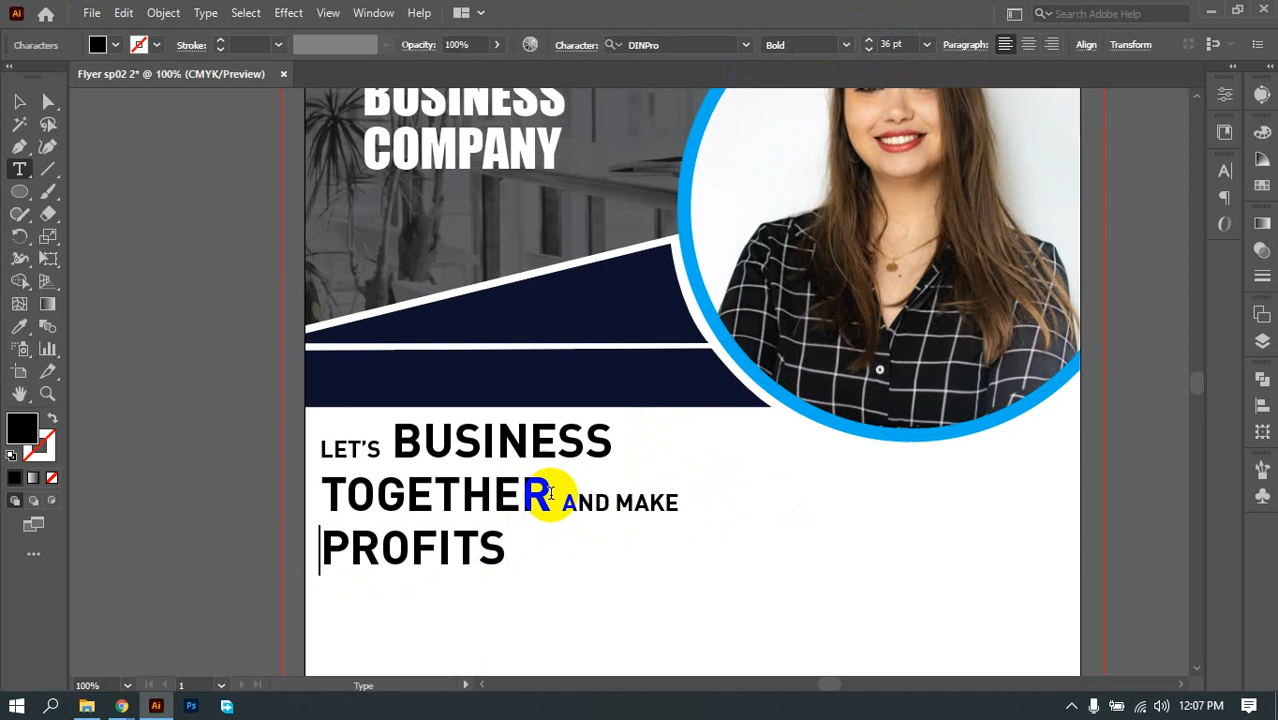 File Edit Object Type Select Effect View Window Help
Search Adobe Help
Characters Stroke: Opacity: 100% Character: DINPro Bold 36 pt Paragraph: Align Transform
Flyer sp02 2* @ 100% (CMYK/Preview)
BUSINESS
COMPANY
LET'S BUSINESS
TOGETHER AND MAKE
PROFITS
100% 1 Type
12:07 PM